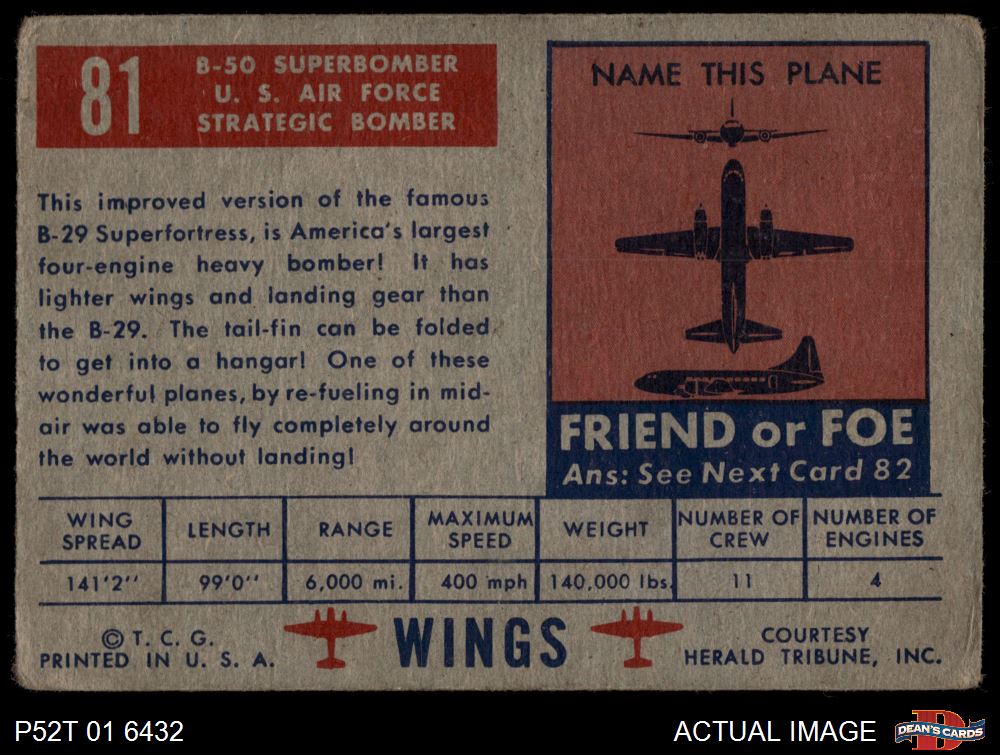 81
B-50 SUPERBOMBER
U. S. AIR FORCE
STRATEGIC BOMBER
This improved version of the famous
B-29 Superfortress, is America's largest
four-engine heavy bomber! It has
lighter wings and landing gear than
the B-29. The tail-fin can be folded
to get into a hangar! One of these
wonderful planes, by re-fueling in mid-
air was able to fly completely around
the world without landing!
NAME THIS PLANE
FRIEND or FOE
Ans: See Next Card 82
WING SPREAD LENGTH RANGE MAXIMUM SPEED WEIGHT NUMBER OF CREW NUMBER OF ENGINES
141'2'' 99'0'' 6,000 mi. 400 mph 140,000 lbs. 11 4
© T. C. G.
PRINTED IN U. S. A.
WINGS
COURTESY
HERALD TRIBUNE, INC.
P52T 01 6432
ACTUAL IMAGE
D
DEAN'S CARDS